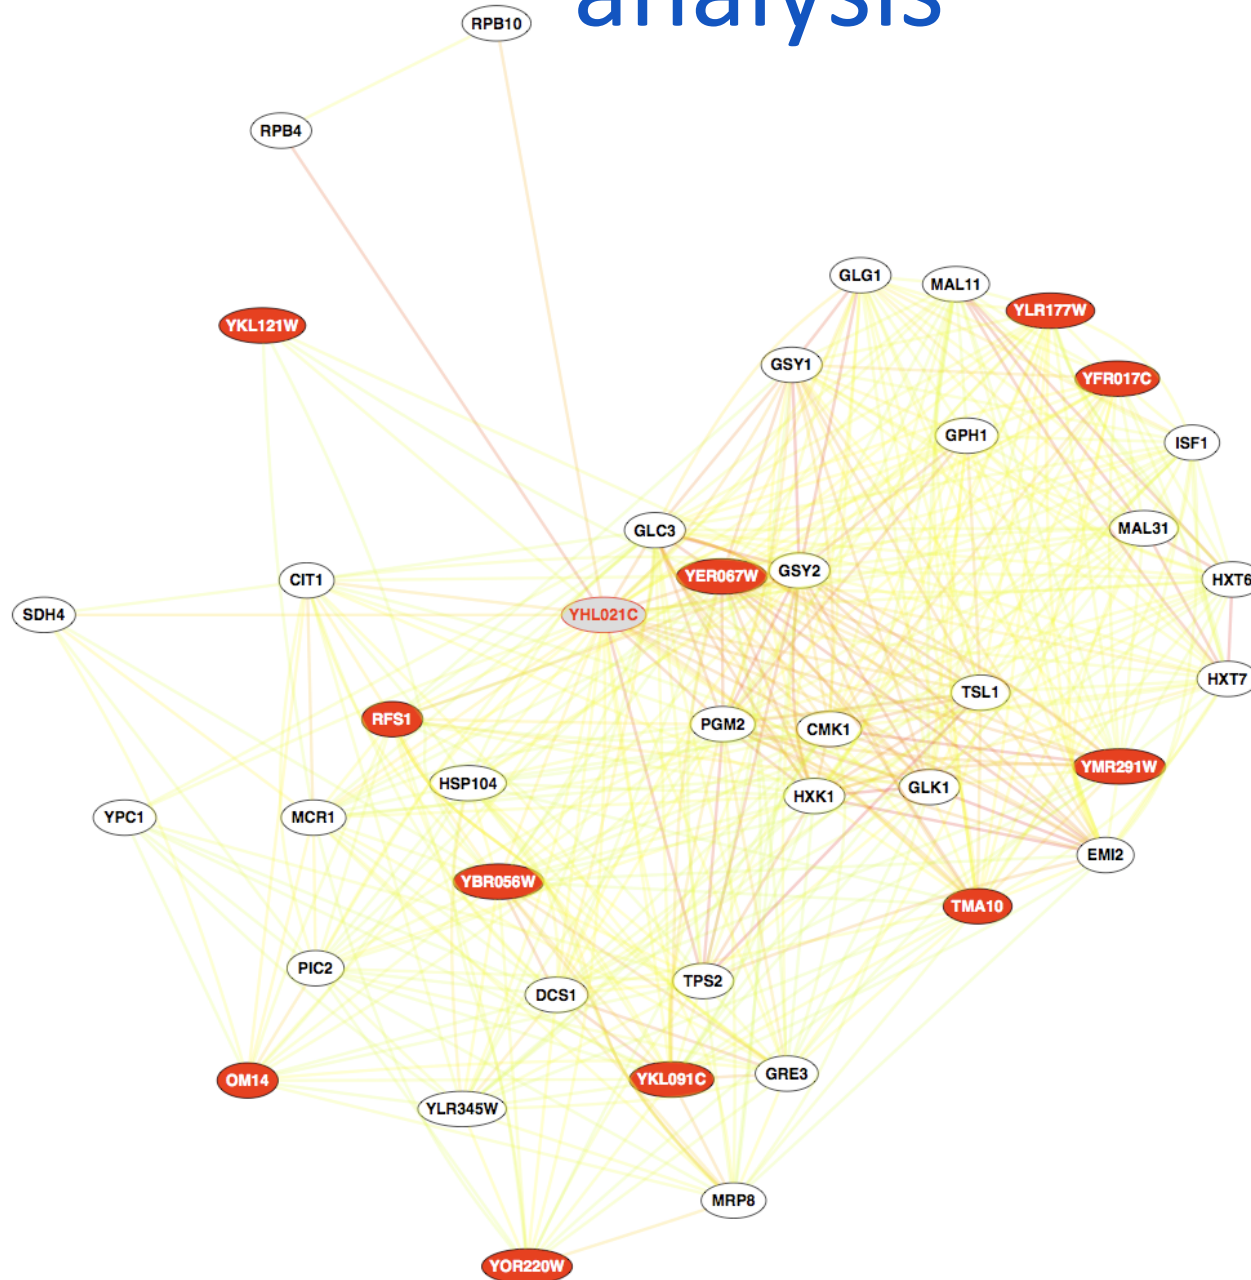 analysis
RPB10
RPB4
GLG1
MAL11
YLR177W
YKL121W
GSY1
YFR017C
GPH1
ISF1
GLC3
MAL31
YER067W
GSY2
CIT1
HXT6
SDH4
YHL021C
HXT7
TSL1
RFS1
PGM2
CMK1
YMR291W
HSP104
GLK1
HXK1
YPC1
MCR1
EMI2
YBR056W
TMA10
PIC2
TPS2
DCS1
GRE3
OM14
YKL091C
YLR345W
MRP8
YOR220W